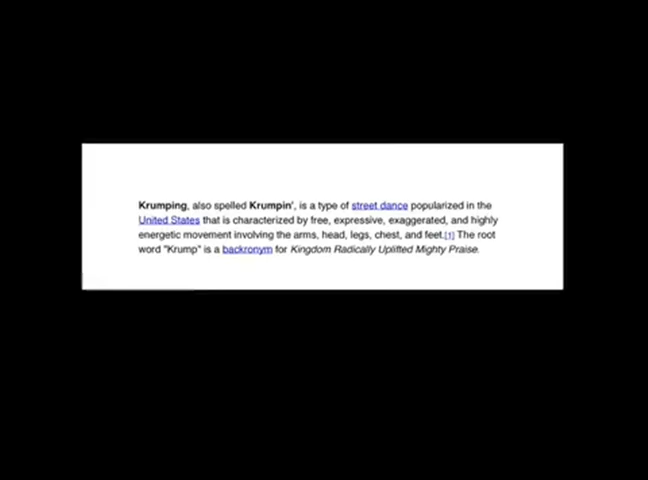 Krumping, also spelled Krumpin', is a type of street dance popularized in the
United States that is characterized by free, expressive, exaggerated, and highly
energetic movement involving the arms, head, legs, chest, and feet.[1] The root
word "Krump" is a backronym for Kingdom Radically Uplifted Mighty Praise.